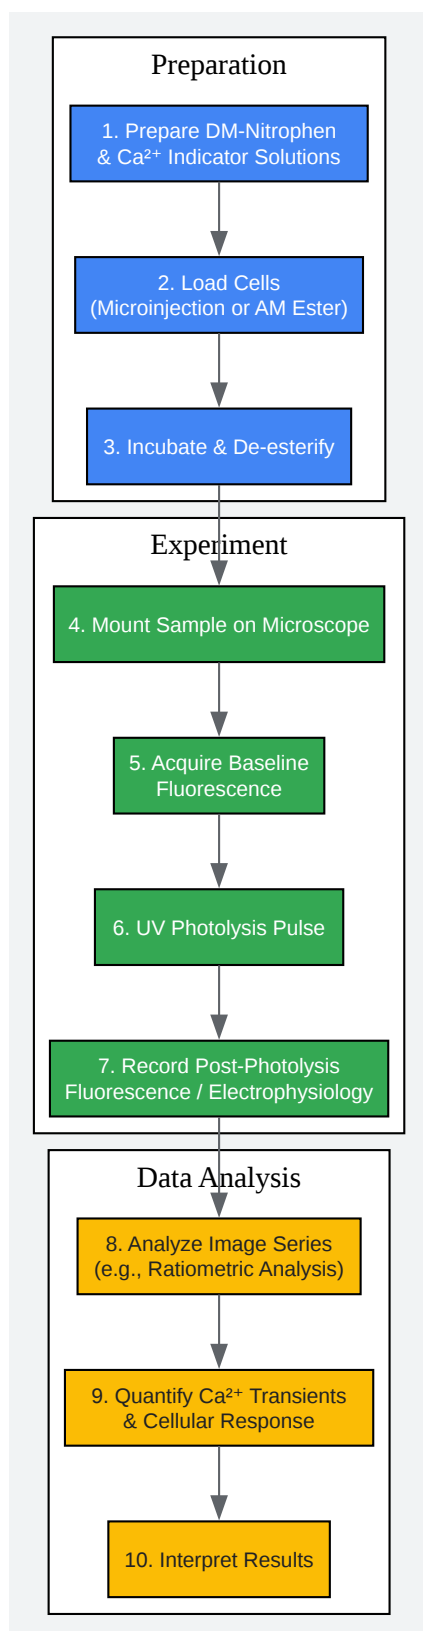 Preparation
1. Prepare DM-Nitrophen
& Ca²⁺ Indicator Solutions
2. Load Cells
(Microinjection or AM Ester)
3. Incubate & De-esterify
Experiment
4. Mount Sample on Microscope
5. Acquire Baseline
Fluorescence
6. UV Photolysis Pulse
7. Record Post-Photolysis
Fluorescence / Electrophysiology
Data Analysis
8. Analyze Image Series
(e.g., Ratiometric Analysis)
9. Quantify Ca²⁺ Transients
& Cellular Response
10. Interpret Results